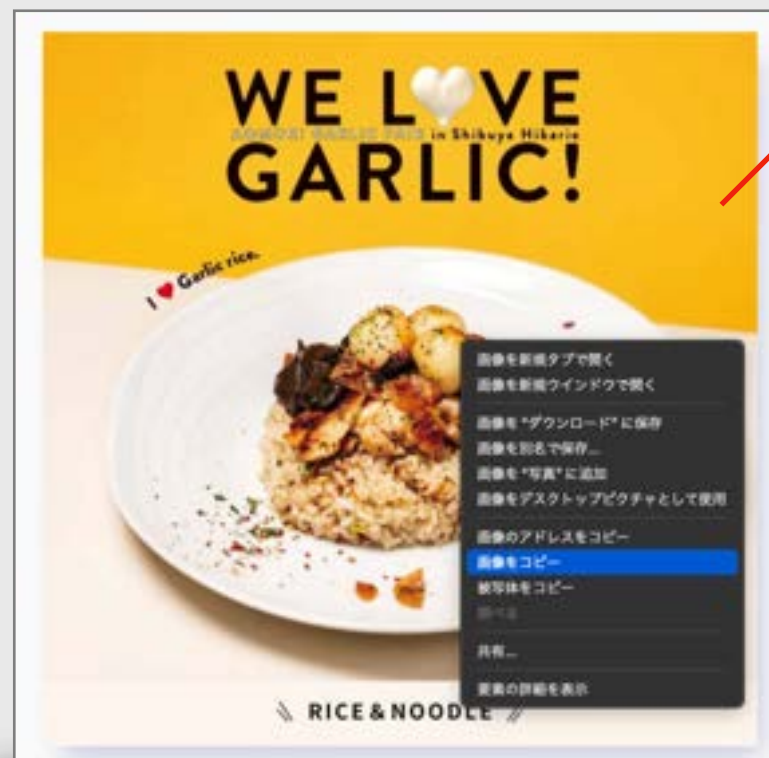 WE LOVE
AOMORI GARLIC FAIR in Shibuya Hikarie
GARLIC!
I ❤ Garlic rice.
画像を新規タブで開く
画像を新規ウインドウで開く
画像を"ダウンロード"に保存
画像を別名で保存...
画像を"写真"に追加
画像をデスクトップピクチャとして使用
画像のアドレスをコピー
画像をコピー
被写体をコピー
調べる
共有...
要素の詳細を表示
RICE & NOODLE